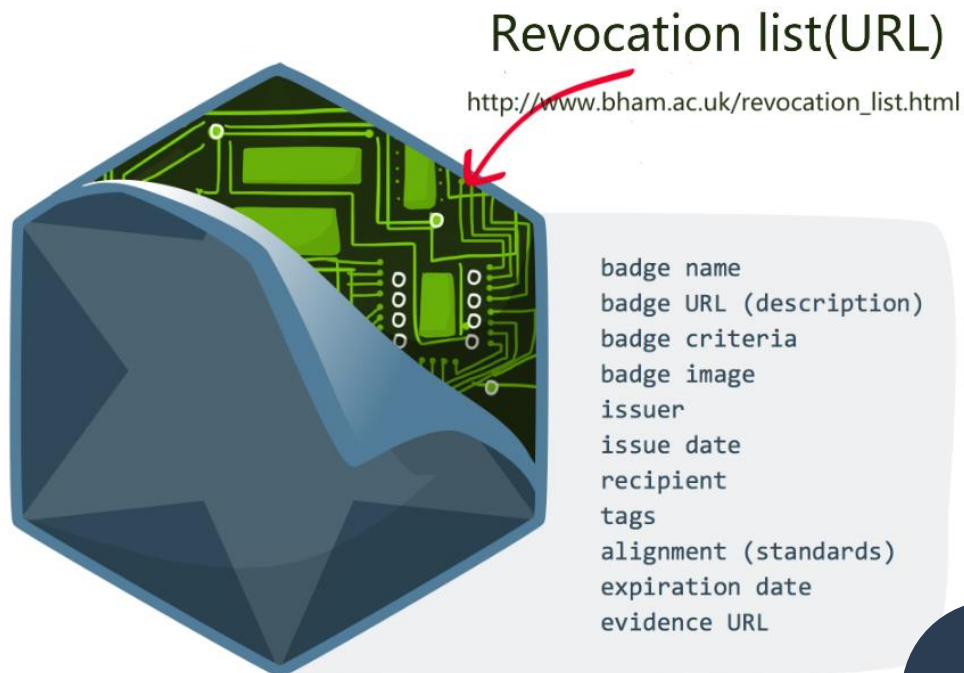 Revocation list(URL)
http://www.bham.ac.uk/revocation_list.html
badge name
badge URL (description)
badge criteria
badge image
issuer
issue date
recipient
tags
alignment (standards)
expiration date
evidence URL